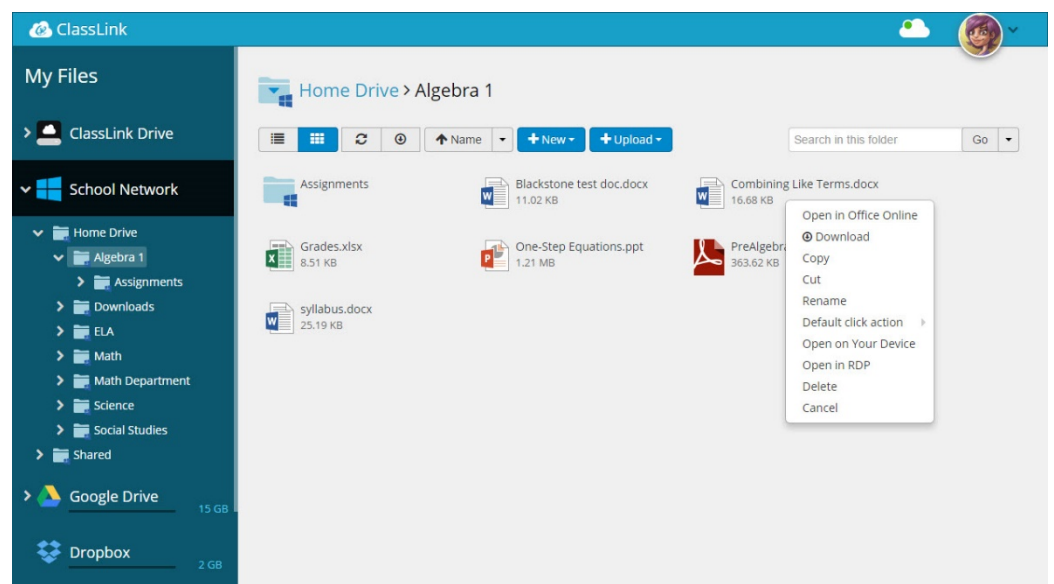 ClassLink
My Files
ClassLink Drive
School Network
Home Drive
Algebra 1
Assignments
Downloads
ELA
Math
Math Department
Science
Social Studies
Shared
Google Drive
15 GB
Dropbox
2 GB
Home Drive > Algebra 1
Name
+ New
+ Upload
Search in this folder
Go
Assignments
Blackstone test doc.docx
11.02 KB
Combining Like Terms.docx
16.68 KB
Grades.xlsx
8.51 KB
One-Step Equations.ppt
1.21 MB
PreAlgebra
363.62 KB
syllabus.docx
25.19 KB
Open in Office Online
Download
Copy
Cut
Rename
Default click action
Open on Your Device
Open in RDP
Delete
Cancel